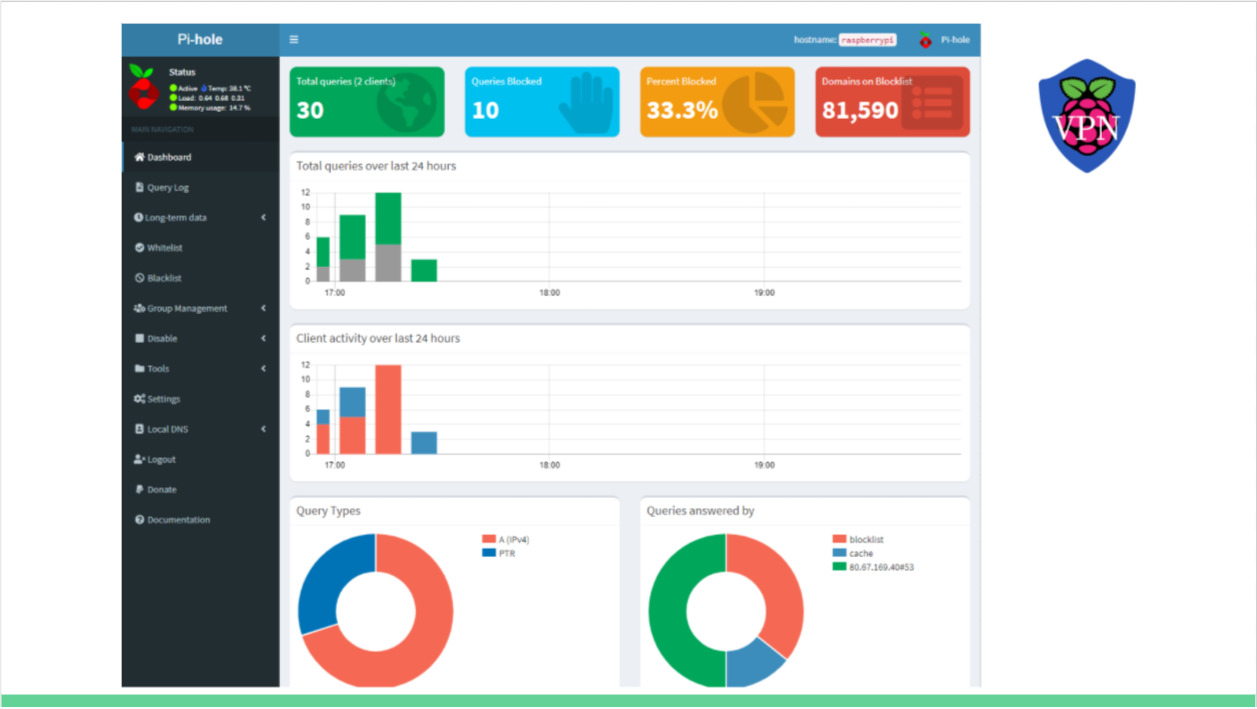 Pi-hole
hostname: raspberrypi
Pi-hole
Status
Active Temp: 38.1 °C
Load: 0.64 0.68 0.31
Memory usage: 14.7 %
MAIN NAVIGATION
Dashboard
Query Log
Long-term data
Whitelist
Blacklist
Group Management
Disable
Tools
Settings
Local DNS
Logout
Donate
Documentation
Total queries (2 clients)
30
Queries Blocked
10
Percent Blocked
33.3%
Domains on Blocklist
81,590
Total queries over last 24 hours
12
10
8
6
4
2
0
17:00 18:00 19:00
Client activity over last 24 hours
12
10
8
6
4
2
0
17:00 18:00 19:00
Query Types
A (IPv4)
PTR
Queries answered by
blocklist
cache
80.67.169.40#53
VPN